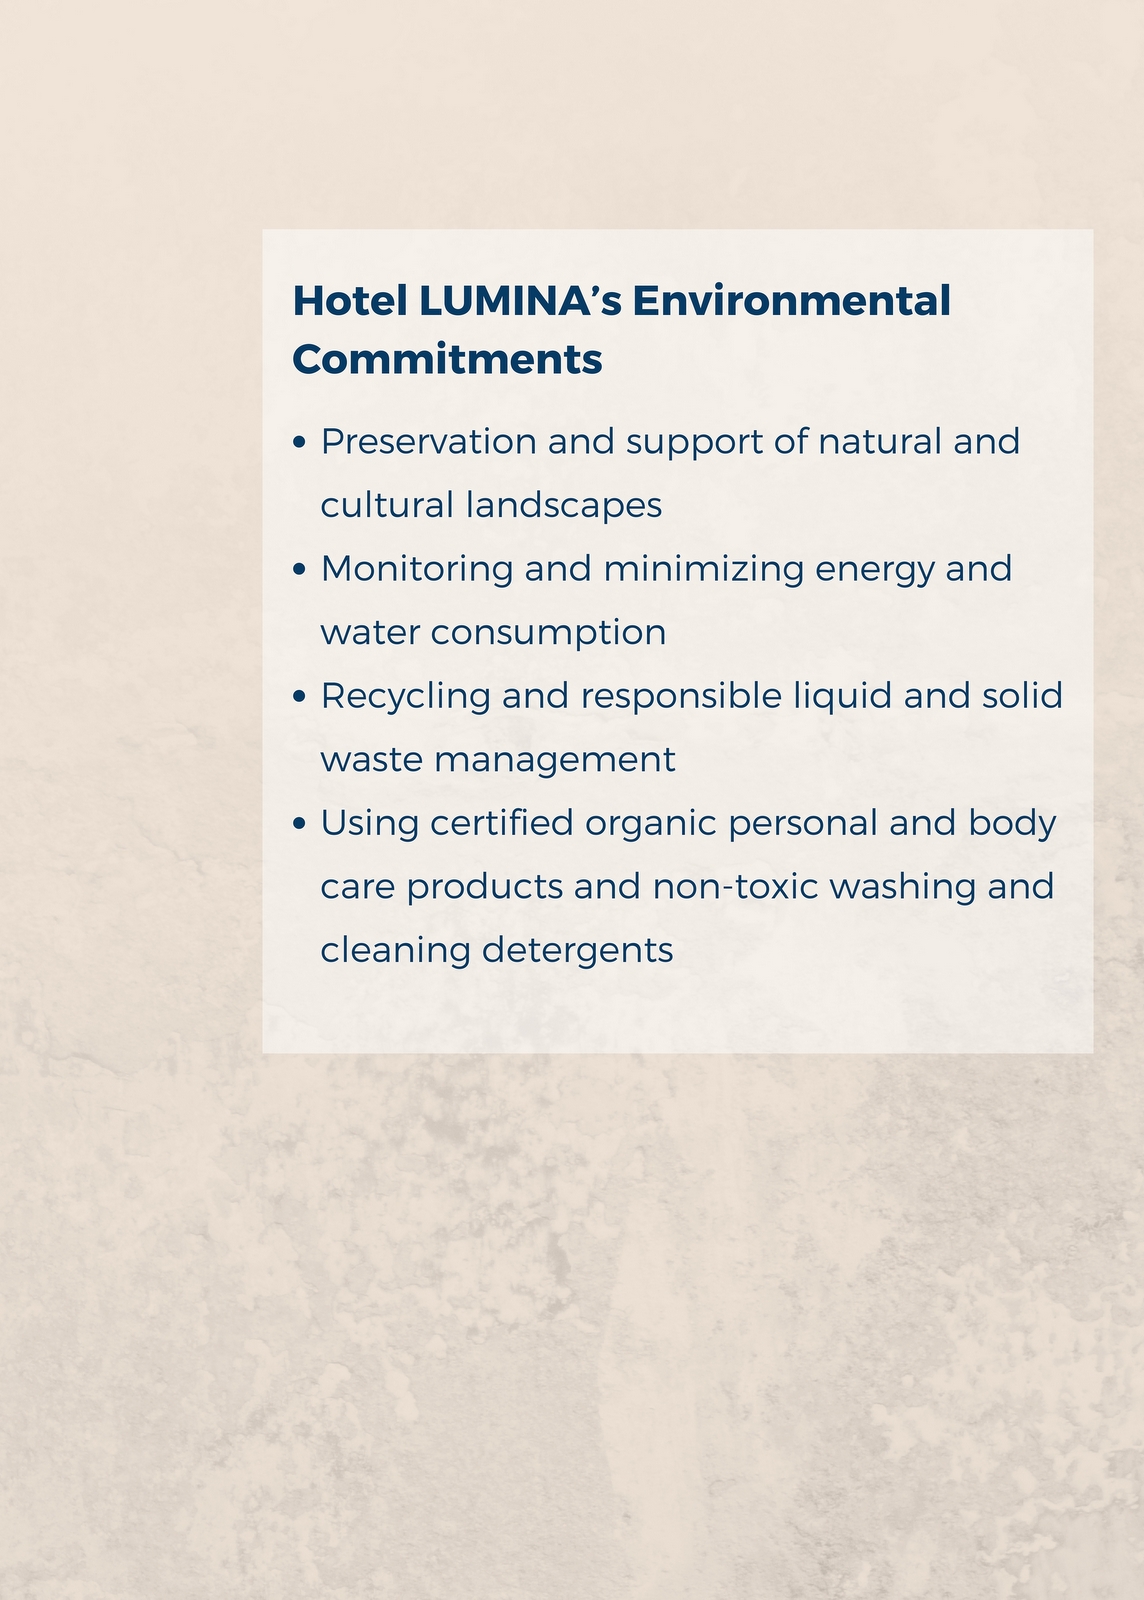 Hotel LUMINA’s Environmental
Commitments
• Preservation and support of natural and
cultural landscapes
• Monitoring and minimizing energy and
water consumption
• Recycling and responsible liquid and solid
waste management
• Using certified organic personal and body
care products and non-toxic washing and
cleaning detergents